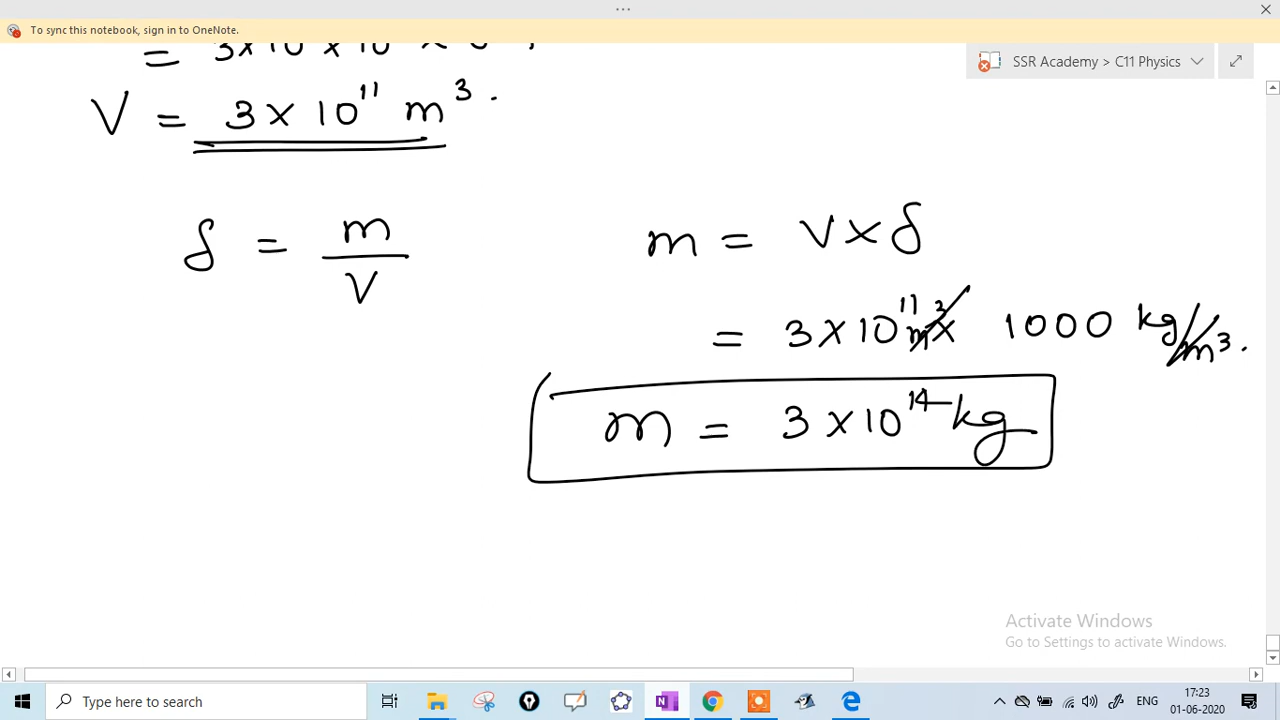 To sync this notebook, sign in to OneNote.
SSR Academy > C11 Physics
V = 3 × 10¹¹ m³.
δ = m/V
m = V × δ
= 3 × 10¹¹ m³ × 1000 kg/m³.
m = 3 × 10¹⁴ kg
Activate Windows
Go to Settings to activate Windows.
Type here to search
ENG
17:23
01-06-2020